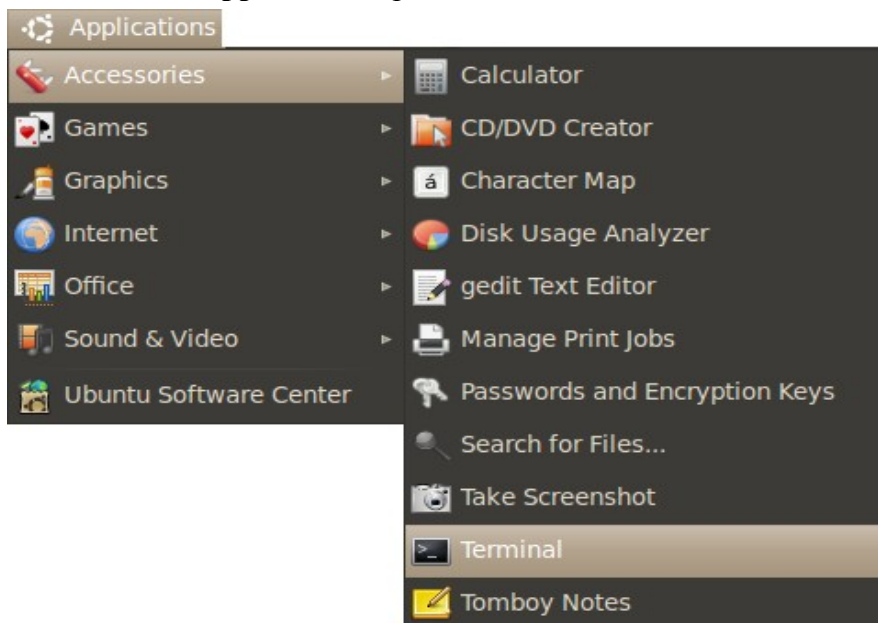 Applications
Accessories
Games
Graphics
Internet
Office
Sound & Video
Ubuntu Software Center
Calculator
CD/DVD Creator
á Character Map
Disk Usage Analyzer
gedit Text Editor
Manage Print Jobs
Passwords and Encryption Keys
Search for Files...
Take Screenshot
>_ Terminal
Tomboy Notes